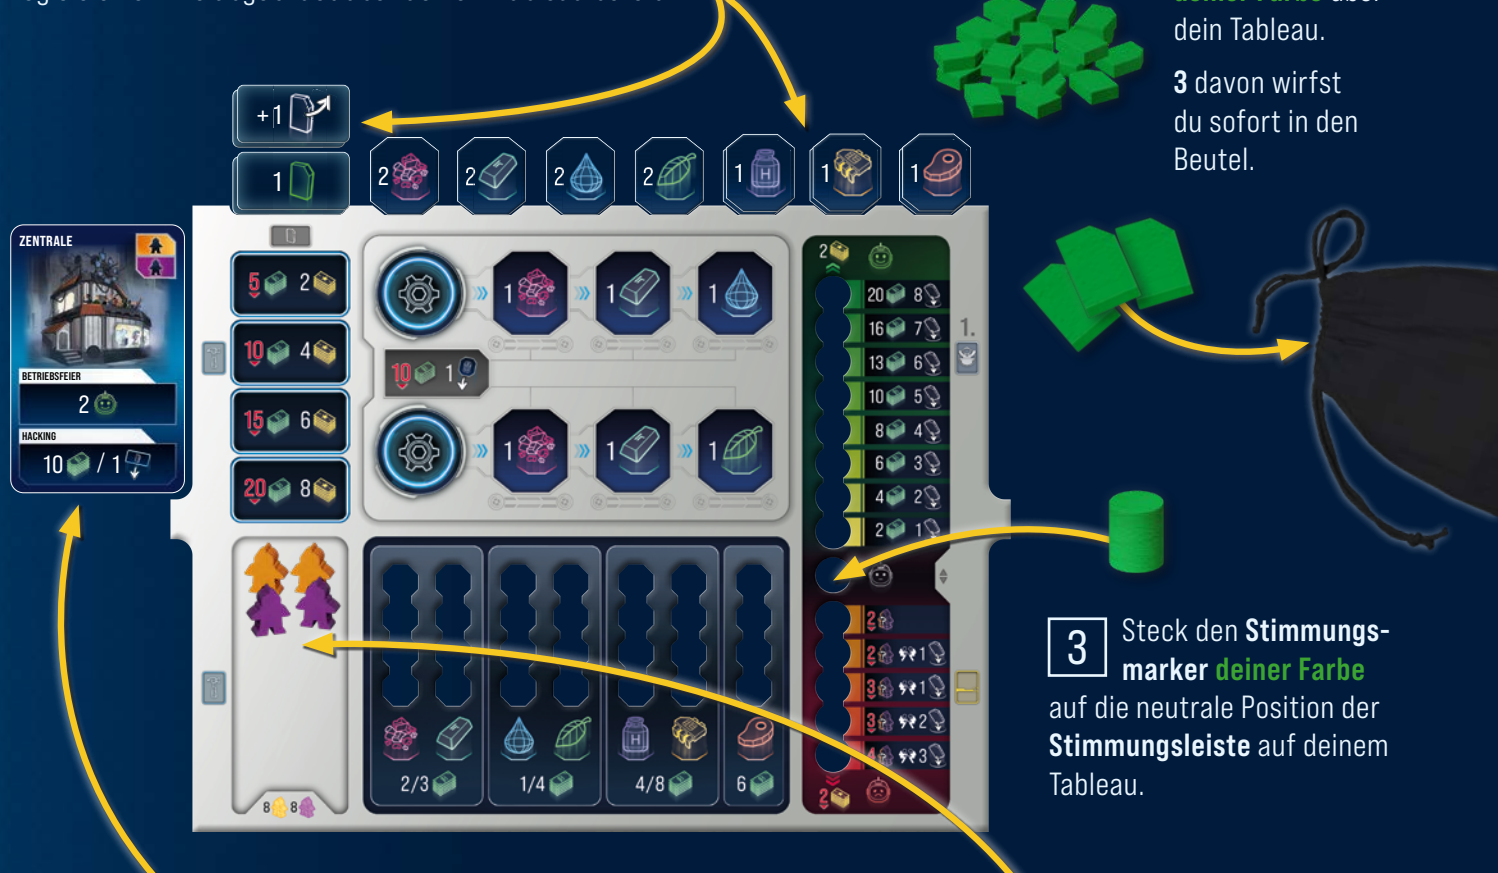 dein Tableau.
3 davon wirfst
du sofort in den
Beutel.
+1
1
2
2
2
2
1
1
1
ZENTRALE
BETRIEBSFEIER
2
HACKING
10 / 1
5 2
10 4
15 6
20 8
1 1 1
10 1
1 1 1
2
20 8
16 7
13 6
10 5
8 4
6 3
4 2
2 1
1.
2
2 1
3 1
3 2
4 3
2
2/3
1/4
4/8
6
8 8
H
H
3 Steck den Stimmungs-
marker deiner Farbe
auf die neutrale Position der
Stimmungsleiste auf deinem
Tableau.